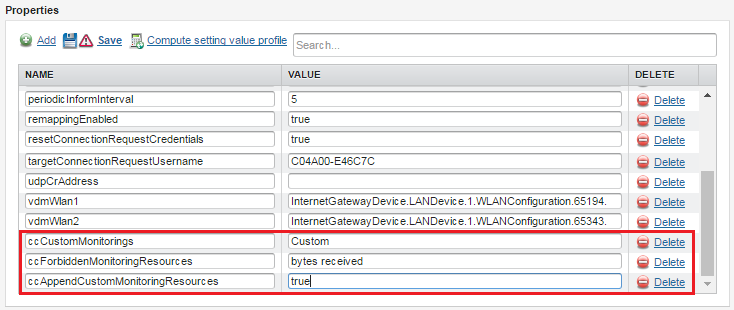 Properties
Add Save Compute setting value profile Search...
NAME VALUE DELETE
periodicInformInterval 5 Delete
remappingEnabled true Delete
resetConnectionRequestCredentials true Delete
targetConnectionRequestUsername C04A00-E46C7C Delete
udpCrAddress Delete
vdmWlan1 InternetGatewayDevice.LANDevice.1.WLANConfiguration.65194. Delete
vdmWlan2 InternetGatewayDevice.LANDevice.1.WLANConfiguration.65343. Delete
ccCustomMonitorings Custom Delete
ccForbiddenMonitoringResources bytes received Delete
ccAppendCustomMonitoringResources true Delete